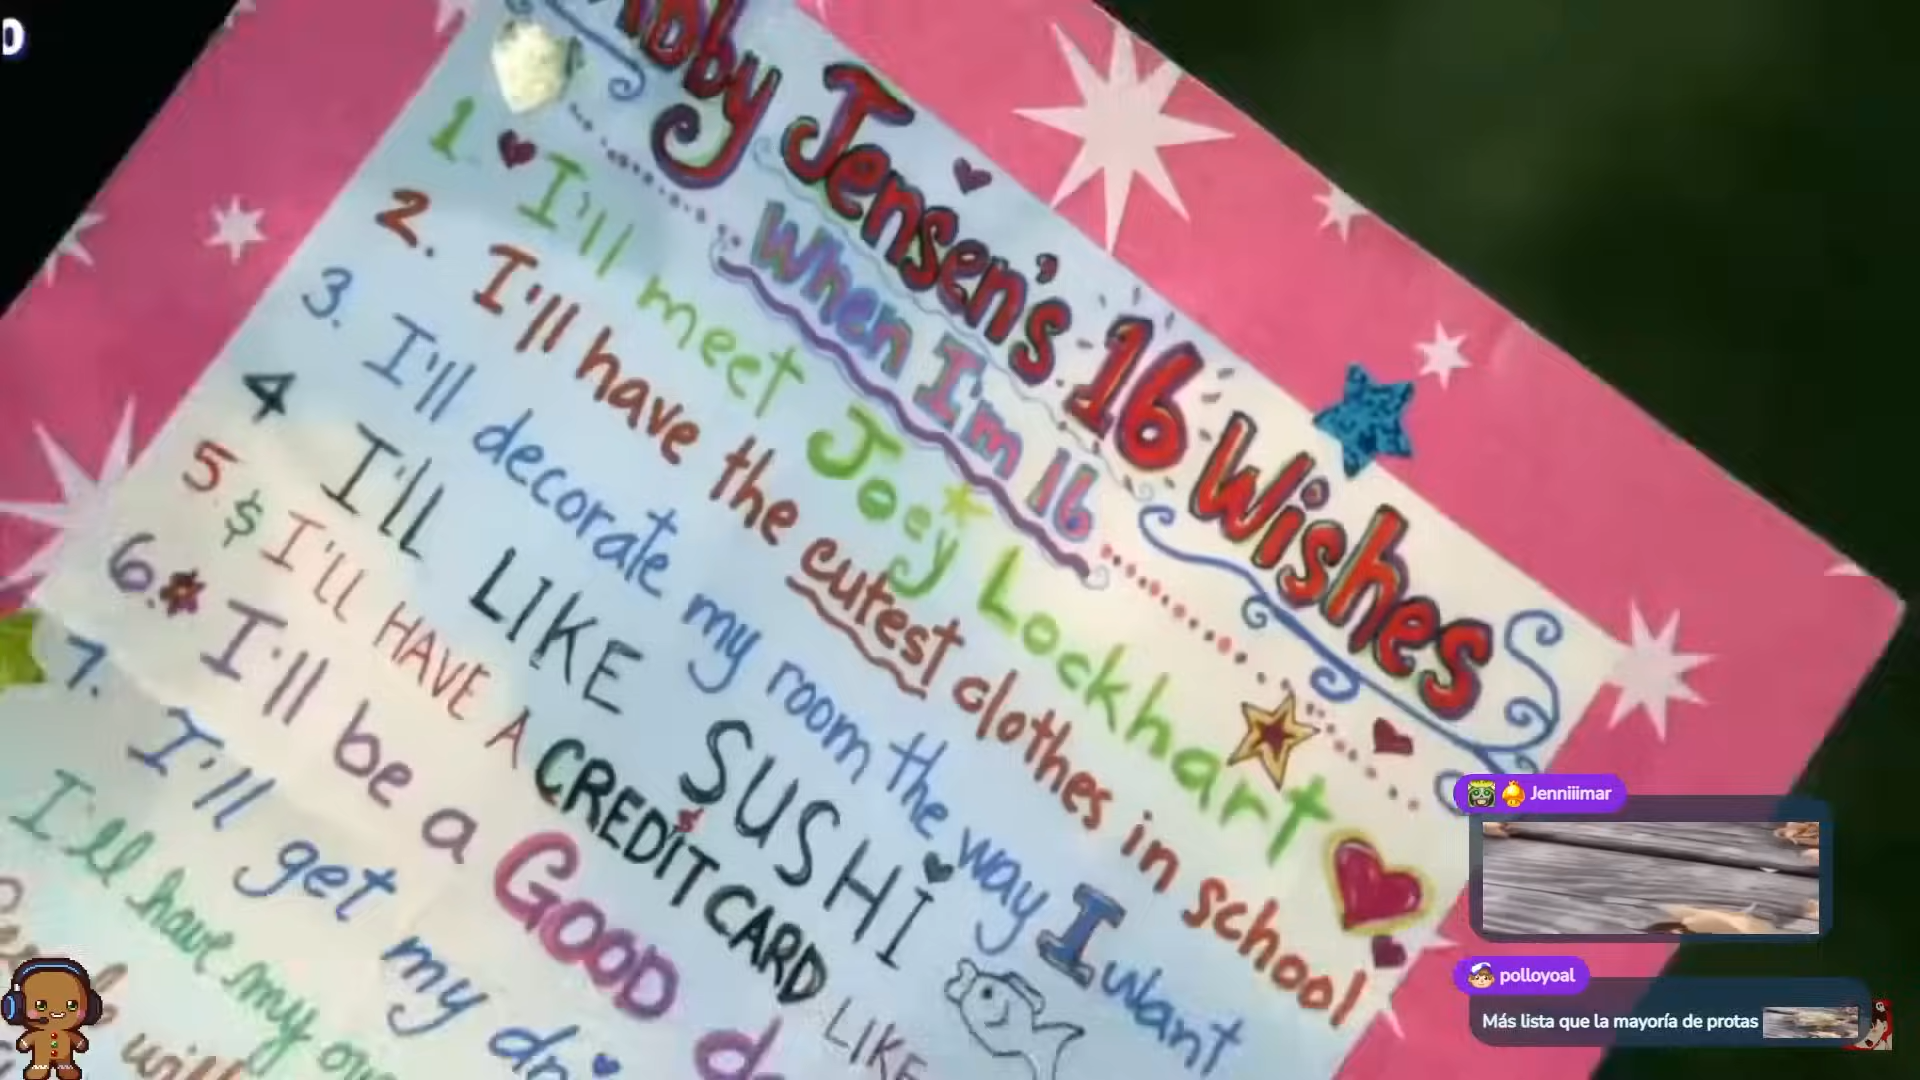 Abby Jensen's 16 Wishes
When I'm 16
1. I'll meet Joey Lockhart
2. I'll have the cutest clothes in school
3. I'll decorate my room the way I want
4 I'll LIKE SUSHI
5. $ I'LL HAVE A CREDIT CARD
6. I'll be a GOOD LIKE
7. I'll get my
I'll have my
Jenniiimar
polloyoal
Más lista que la mayoría de protas